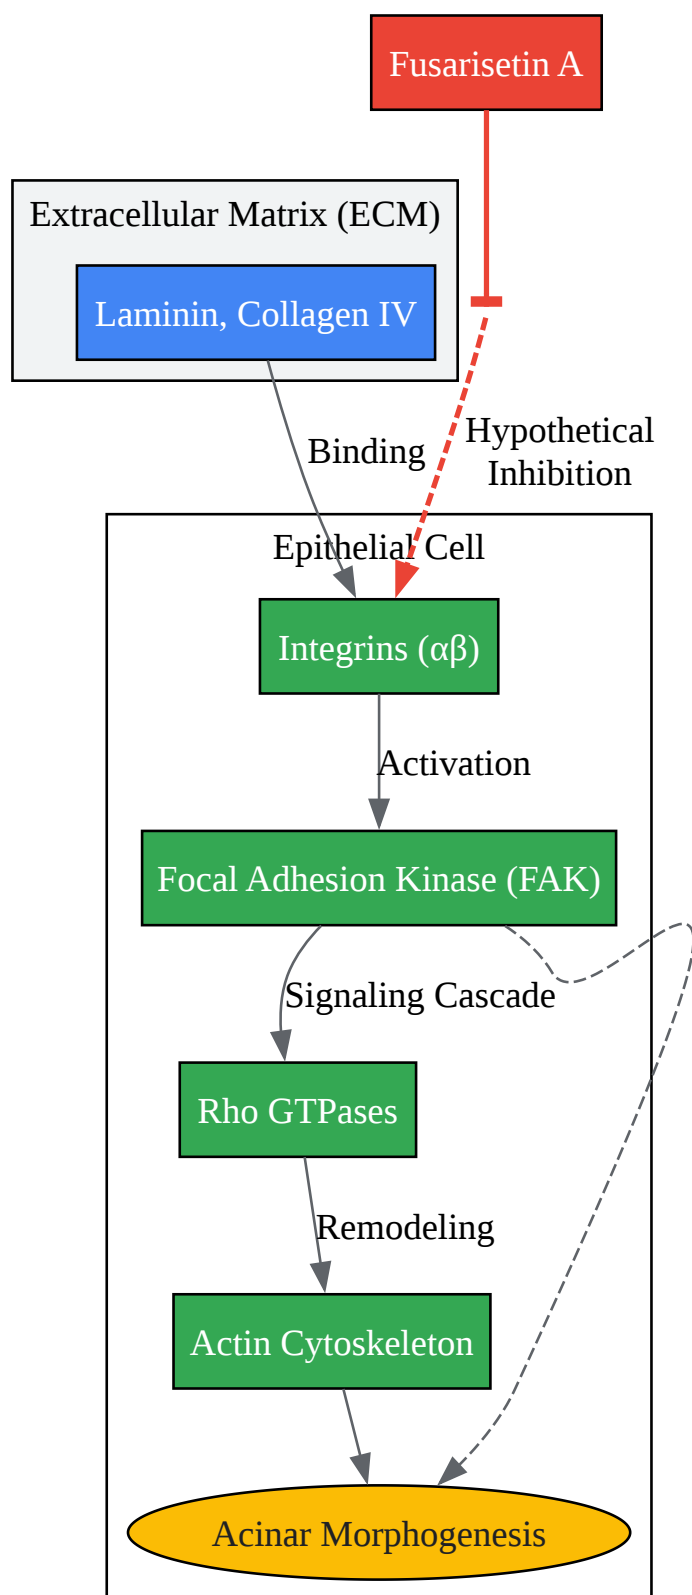 Fusarisetin A
Extracellular Matrix (ECM)
Laminin, Collagen IV
Binding
Hypothetical
Inhibition
Epithelial Cell
Integrins (αβ)
Activation
Focal Adhesion Kinase (FAK)
Signaling Cascade
Rho GTPases
Remodeling
Actin Cytoskeleton
Acinar Morphogenesis